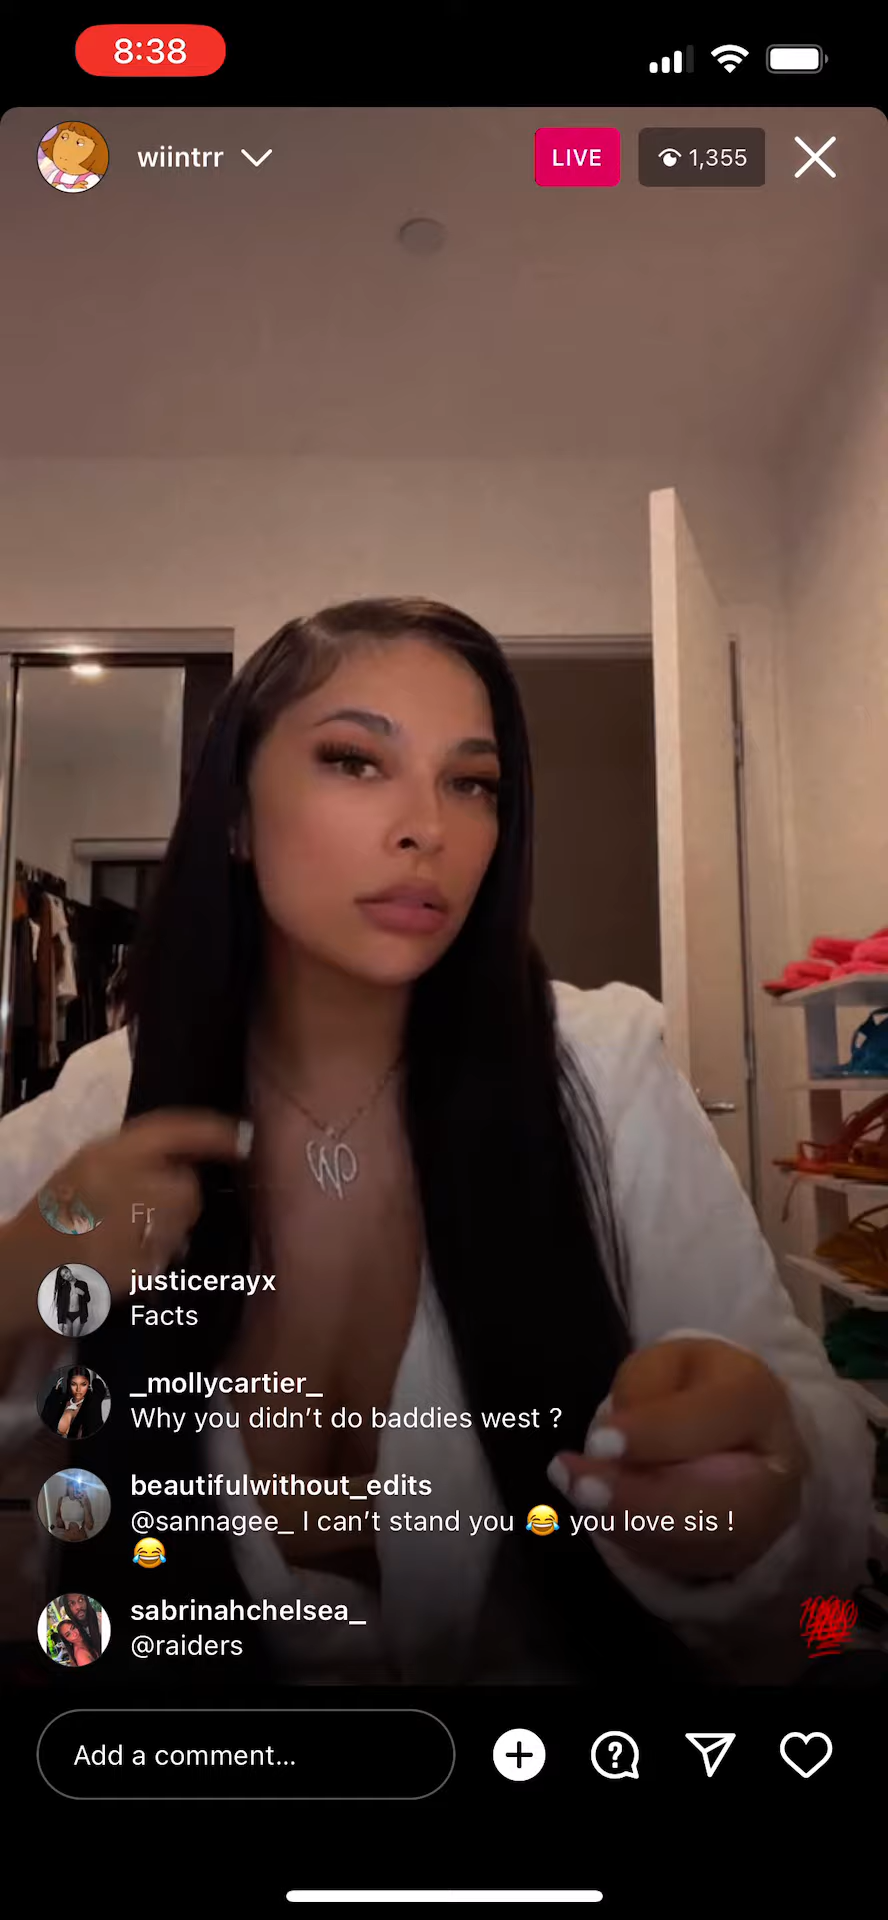 8:38
wiintrr
LIVE
1,355
Fr
justicerayx
Facts
_mollycartier_
Why you didn’t do baddies west ?
beautifulwithout_edits
@sannagee_ I can’t stand you 😂 you love sis !
😂
sabrinahchelsea_
@raiders
Add a comment...